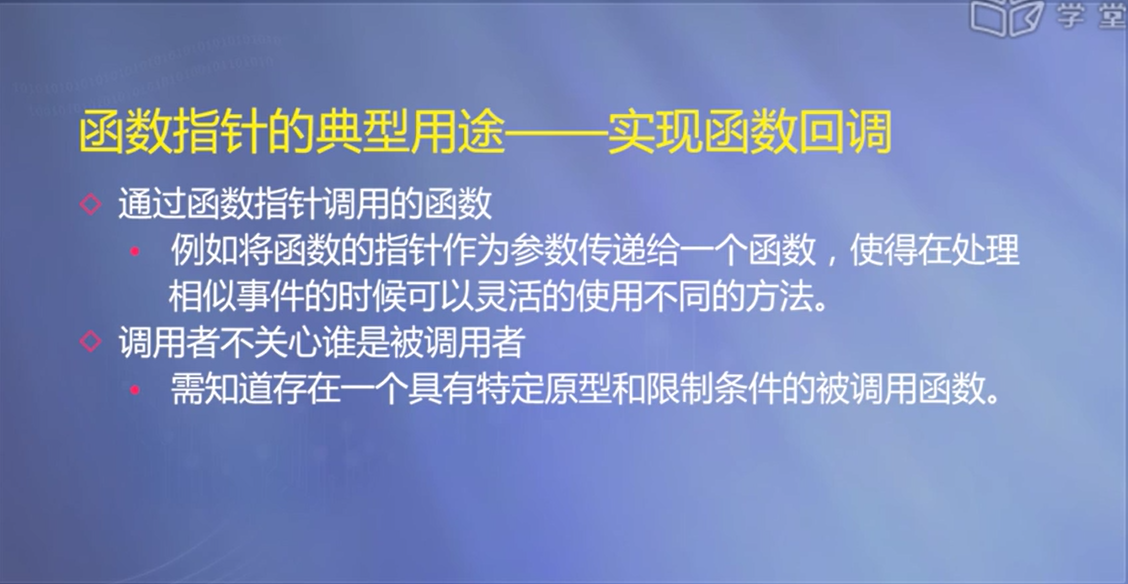 学堂
函数指针的典型用途——实现函数回调
通过函数指针调用的函数
例如将函数的指针作为参数传递给一个函数，使得在处理
相似事件的时候可以灵活的使用不同的方法。
调用者不关心谁是被调用者
需知道存在一个具有特定原型和限制条件的被调用函数。